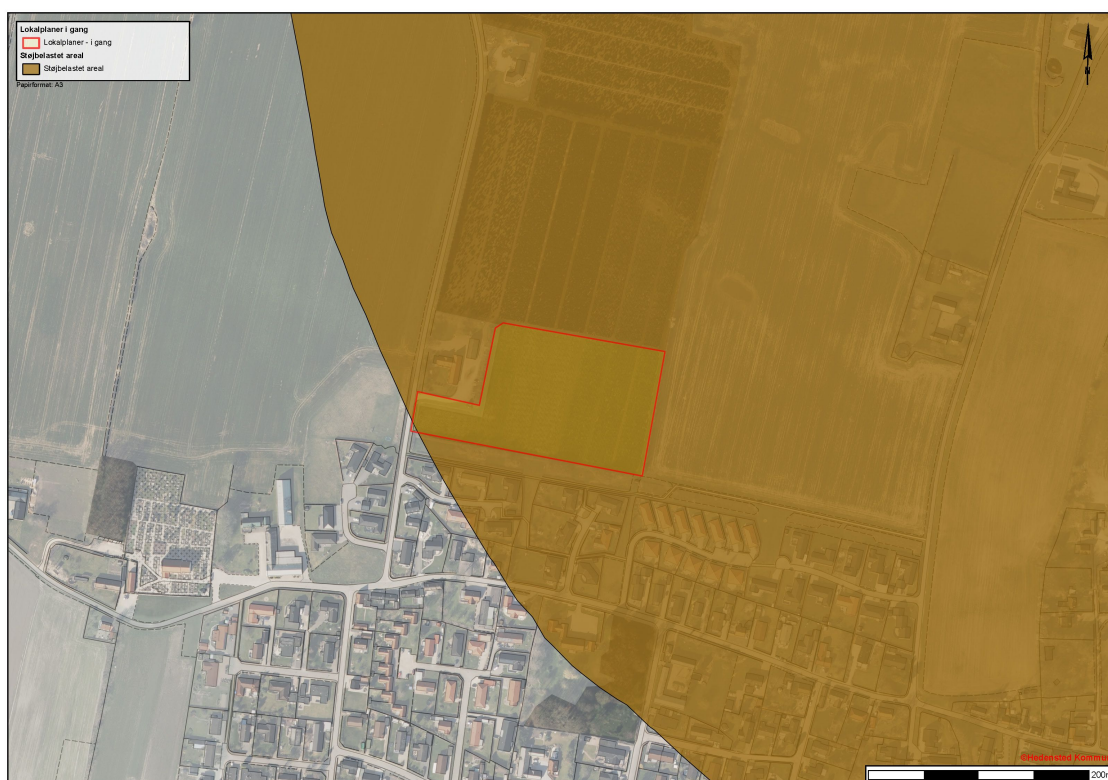 Lokalplaner i gang
Lokalplaner - i gang
Støjbelastet areal
Støjbelastet areal
Papirformat: A3
N
©Hedensted Kommu
200